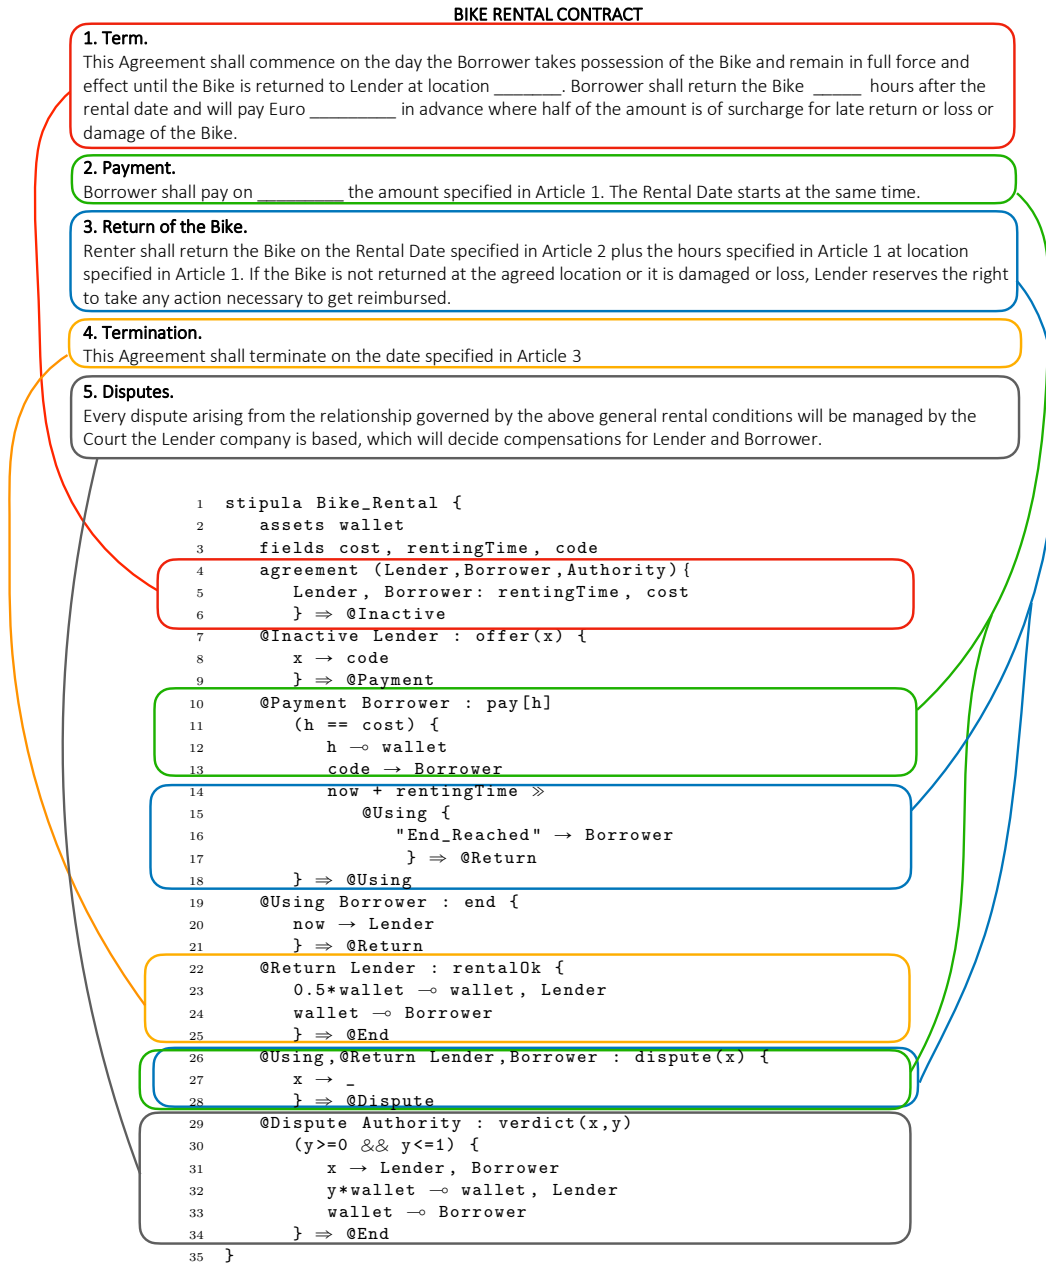 BIKE RENTAL CONTRACT
1. Term.
This Agreement shall commence on the day the Borrower takes possession of the Bike and remain in full force and
effect until the Bike is returned to Lender at location _______. Borrower shall return the Bike _____ hours after the
rental date and will pay Euro _________ in advance where half of the amount is of surcharge for late return or loss or
damage of the Bike.
2. Payment.
Borrower shall pay on _________ the amount specified in Article 1. The Rental Date starts at the same time.
3. Return of the Bike.
Renter shall return the Bike on the Rental Date specified in Article 2 plus the hours specified in Article 1 at location
specified in Article 1. If the Bike is not returned at the agreed location or it is damaged or loss, Lender reserves the right
to take any action necessary to get reimbursed.
4. Termination.
This Agreement shall terminate on the date specified in Article 3
5. Disputes.
Every dispute arising from the relationship governed by the above general rental conditions will be managed by the
Court the Lender company is based, which will decide compensations for Lender and Borrower.
1 stipula Bike_Rental {
2 assets wallet
3 fields cost, rentingTime, code
4 agreement (Lender,Borrower,Authority){
5 Lender, Borrower: rentingTime, cost
6 } ⇒ @Inactive
7 @Inactive Lender : offer(x) {
8 x → code
9 } ⇒ @Payment
10 @Payment Borrower : pay[h]
11 (h == cost) {
12 h ⊸ wallet
13 code → Borrower
14 now + rentingTime ≫
15 @Using {
16 "End_Reached" → Borrower
17 } ⇒ @Return
18 } ⇒ @Using
19 @Using Borrower : end {
20 now → Lender
21 } ⇒ @Return
22 @Return Lender : rentalOk {
23 0.5*wallet ⊸ wallet, Lender
24 wallet ⊸ Borrower
25 } ⇒ @End
26 @Using,@Return Lender,Borrower : dispute(x) {
27 x → _
28 } ⇒ @Dispute
29 @Dispute Authority : verdict(x,y)
30 (y>=0 && y<=1) {
31 x → Lender, Borrower
32 y*wallet ⊸ wallet, Lender
33 wallet ⊸ Borrower
34 } ⇒ @End
35 }